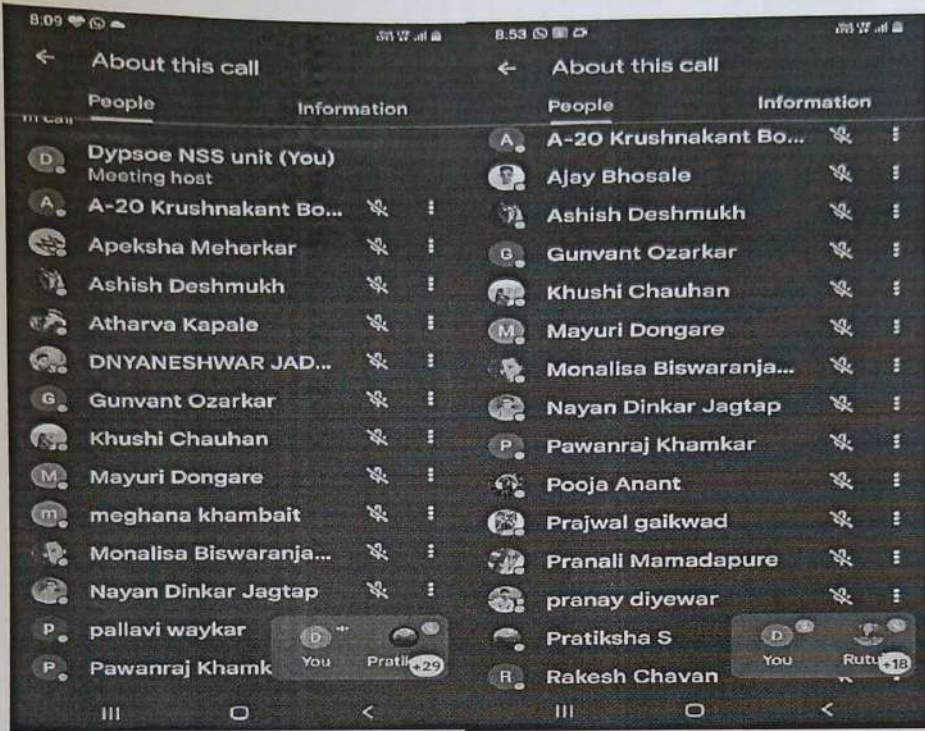 8:09
About this call
People Information
In call
D Dypsoe NSS unit (You)
Meeting host
A A-20 Krushnakant Bo...
Apeksha Meherkar
Ashish Deshmukh
Atharva Kapale
DNYANESHWAR JAD...
G Gunvant Ozarkar
Khushi Chauhan
M Mayuri Dongare
m meghana khambait
Monalisa Biswaranja...
Nayan Dinkar Jagtap
P pallavi waykar
P Pawanraj Khamk
D
You Prati +29
8.53
About this call
People Information
A A-20 Krushnakant Bo...
Ajay Bhosale
Ashish Deshmukh
G Gunvant Ozarkar
Khushi Chauhan
M Mayuri Dongare
Monalisa Biswaranja...
Nayan Dinkar Jagtap
P Pawanraj Khamkar
Pooja Anant
Prajwal gaikwad
Pranali Mamadapure
pranay diyewar
Pratiksha S
R Rakesh Chavan
D
You Rutu +18